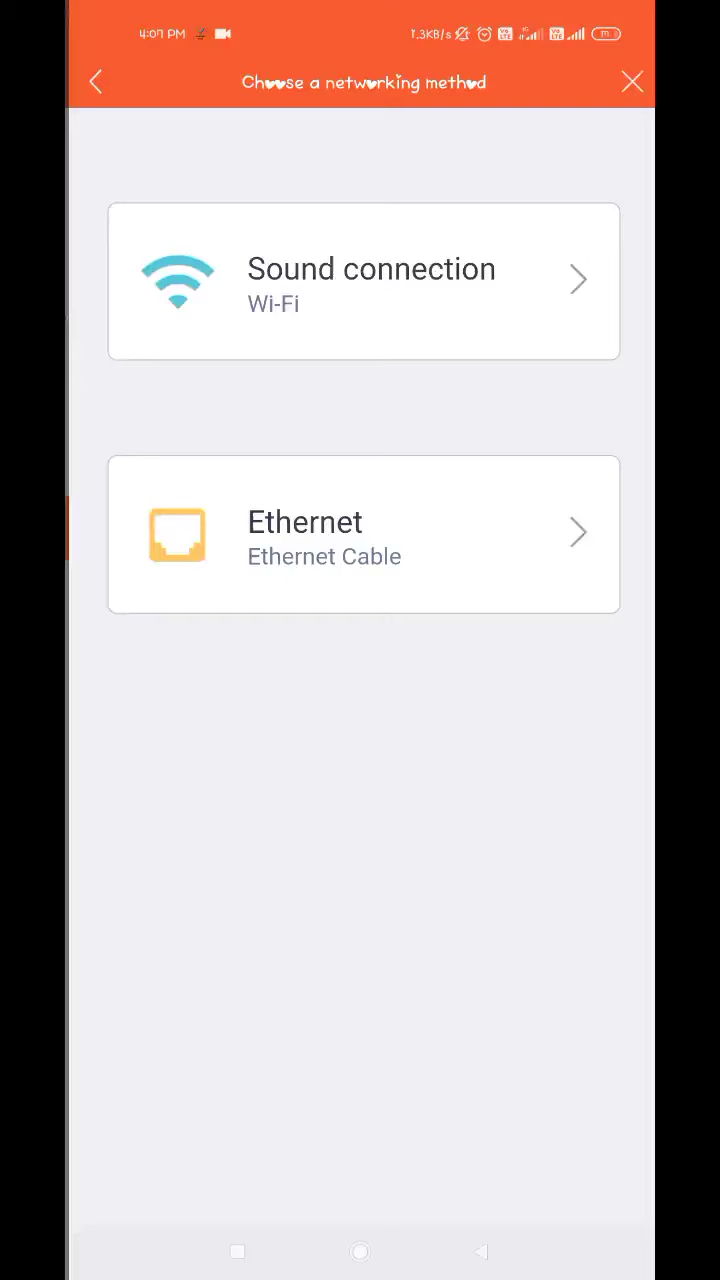 4:07 PM 1.3KB/s
Choose a networking method
Sound connection
Wi-Fi
Ethernet
Ethernet Cable